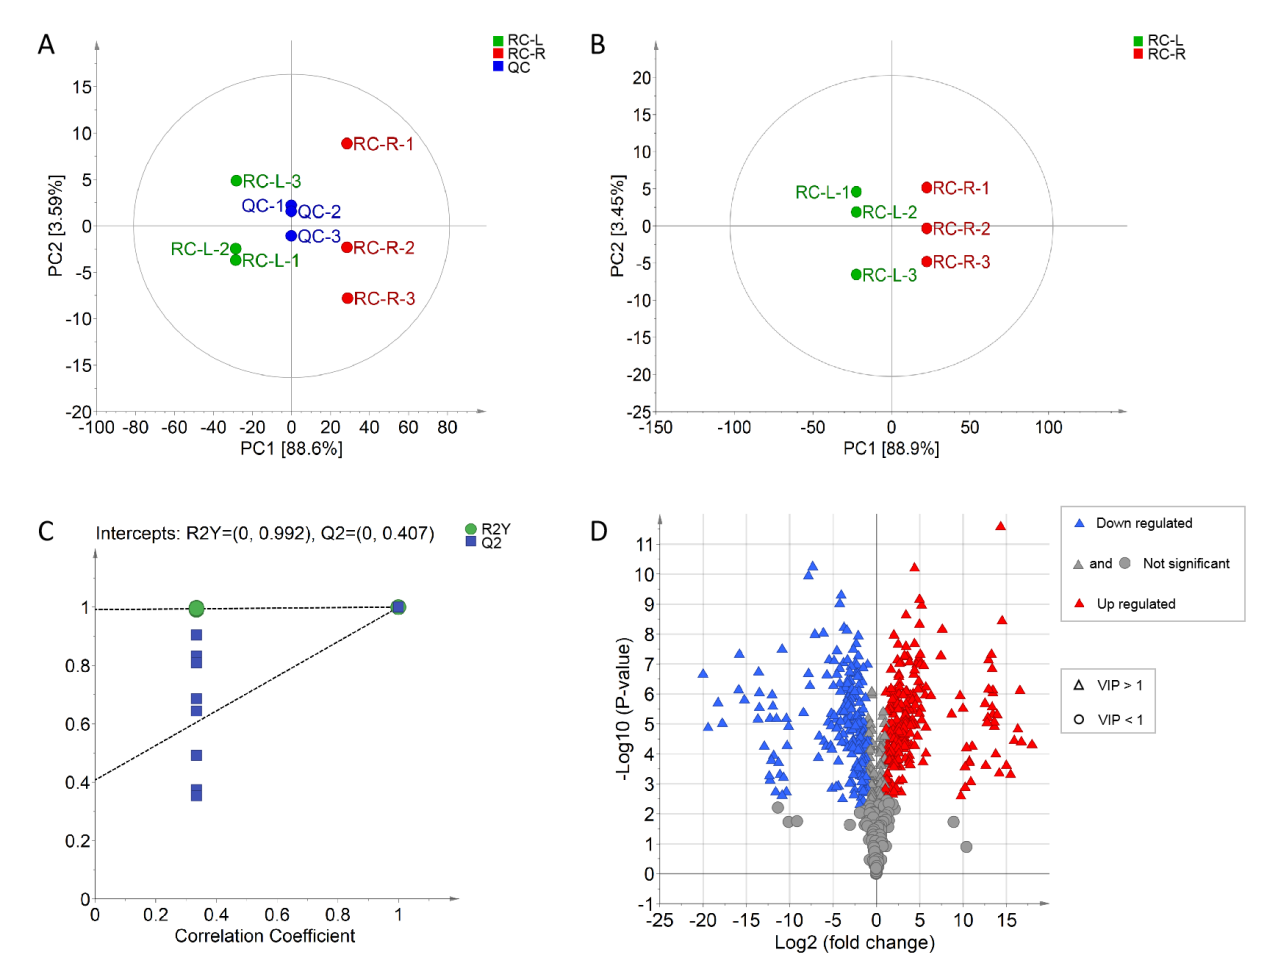 A
RC-L
RC-R
QC
15
10
5
0
-5
-10
-15
-20
PC2 [3.59%]
RC-R-1
RC-L-3
QC-1
QC-2
QC-3
RC-L-2
RC-L-1
RC-R-2
RC-R-3
-100 -80 -60 -40 -20 0 20 40 60 80
PC1 [88.6%]
B
RC-L
RC-R
20
15
10
5
0
-5
-10
-15
-20
-25
PC2 [3.45%]
RC-L-1
RC-R-1
RC-L-2
RC-R-2
RC-R-3
RC-L-3
-150 -100 -50 0 50 100
PC1 [88.9%]
C
Intercepts: R2Y=(0, 0.992), Q2=(0, 0.407)
R2Y
Q2
1
0.8
0.6
0.4
0.2
0
0 0.2 0.4 0.6 0.8 1
Correlation Coefficient
D
11
10
9
8
7
6
5
4
3
2
1
0
-1
-Log10 (P-value)
-25 -20 -15 -10 -5 0 5 10 15
Log2 (fold change)
Down regulated
and Not significant
Up regulated
VIP > 1
VIP < 1